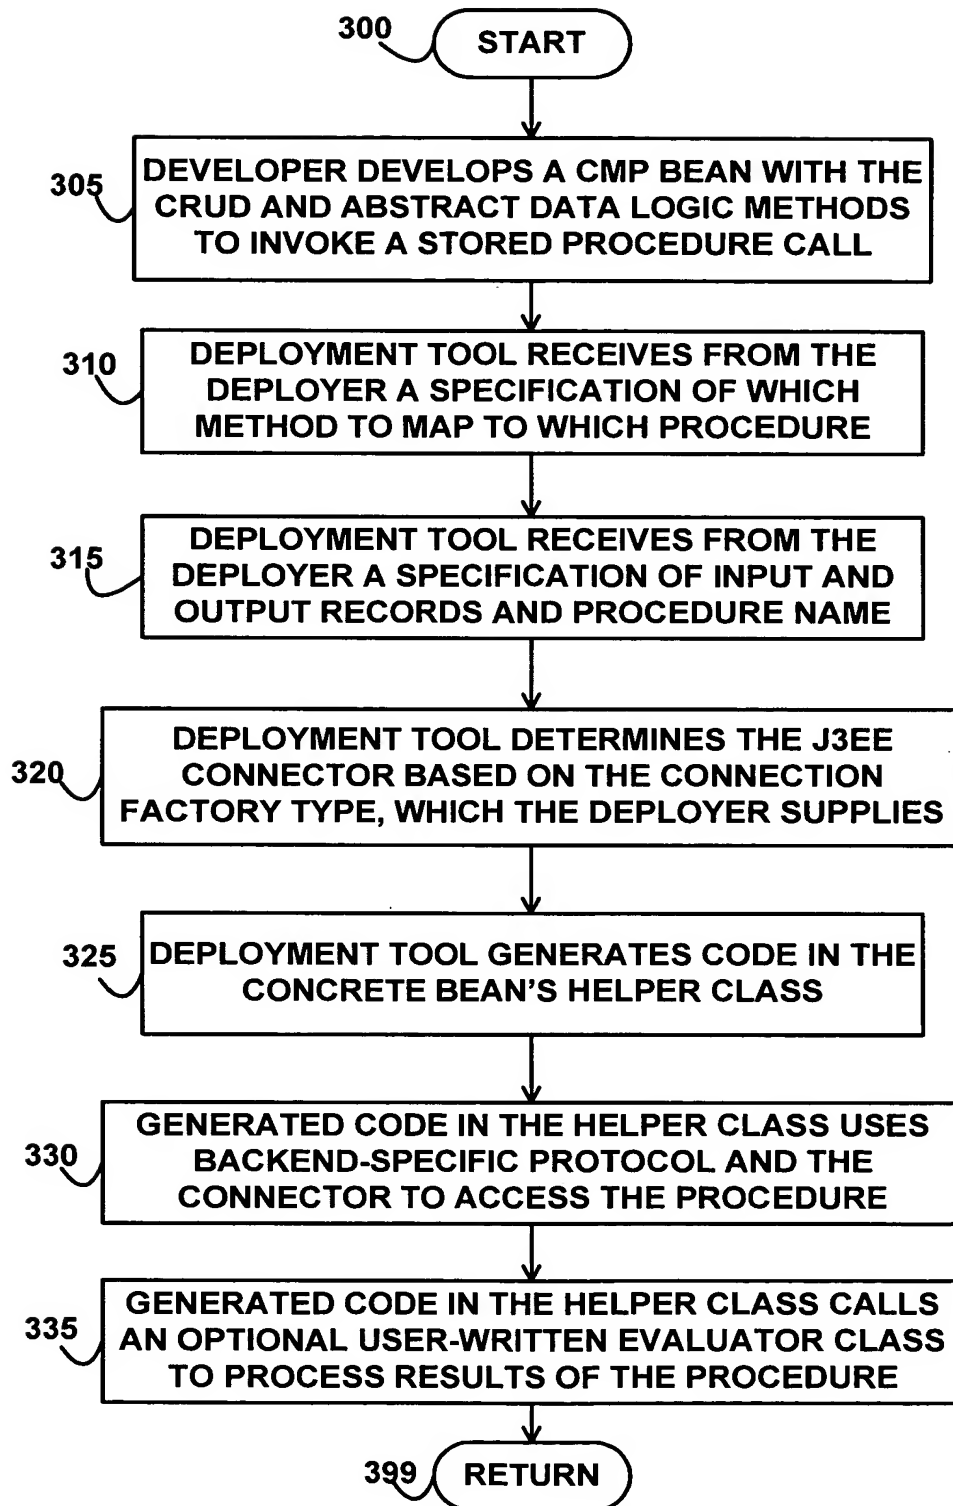 300
START
305
DEVELOPER DEVELOPS A CMP BEAN WITH THE
CRUD AND ABSTRACT DATA LOGIC METHODS
TO INVOKE A STORED PROCEDURE CALL
310
DEPLOYMENT TOOL RECEIVES FROM THE
DEPLOYER A SPECIFICATION OF WHICH
METHOD TO MAP TO WHICH PROCEDURE
315
DEPLOYMENT TOOL RECEIVES FROM THE
DEPLOYER A SPECIFICATION OF INPUT AND
OUTPUT RECORDS AND PROCEDURE NAME
320
DEPLOYMENT TOOL DETERMINES THE J3EE
CONNECTOR BASED ON THE CONNECTION
FACTORY TYPE, WHICH THE DEPLOYER SUPPLIES
325
DEPLOYMENT TOOL GENERATES CODE IN THE
CONCRETE BEAN'S HELPER CLASS
330
GENERATED CODE IN THE HELPER CLASS USES
BACKEND-SPECIFIC PROTOCOL AND THE
CONNECTOR TO ACCESS THE PROCEDURE
335
GENERATED CODE IN THE HELPER CLASS CALLS
AN OPTIONAL USER-WRITTEN EVALUATOR CLASS
TO PROCESS RESULTS OF THE PROCEDURE
399
RETURN